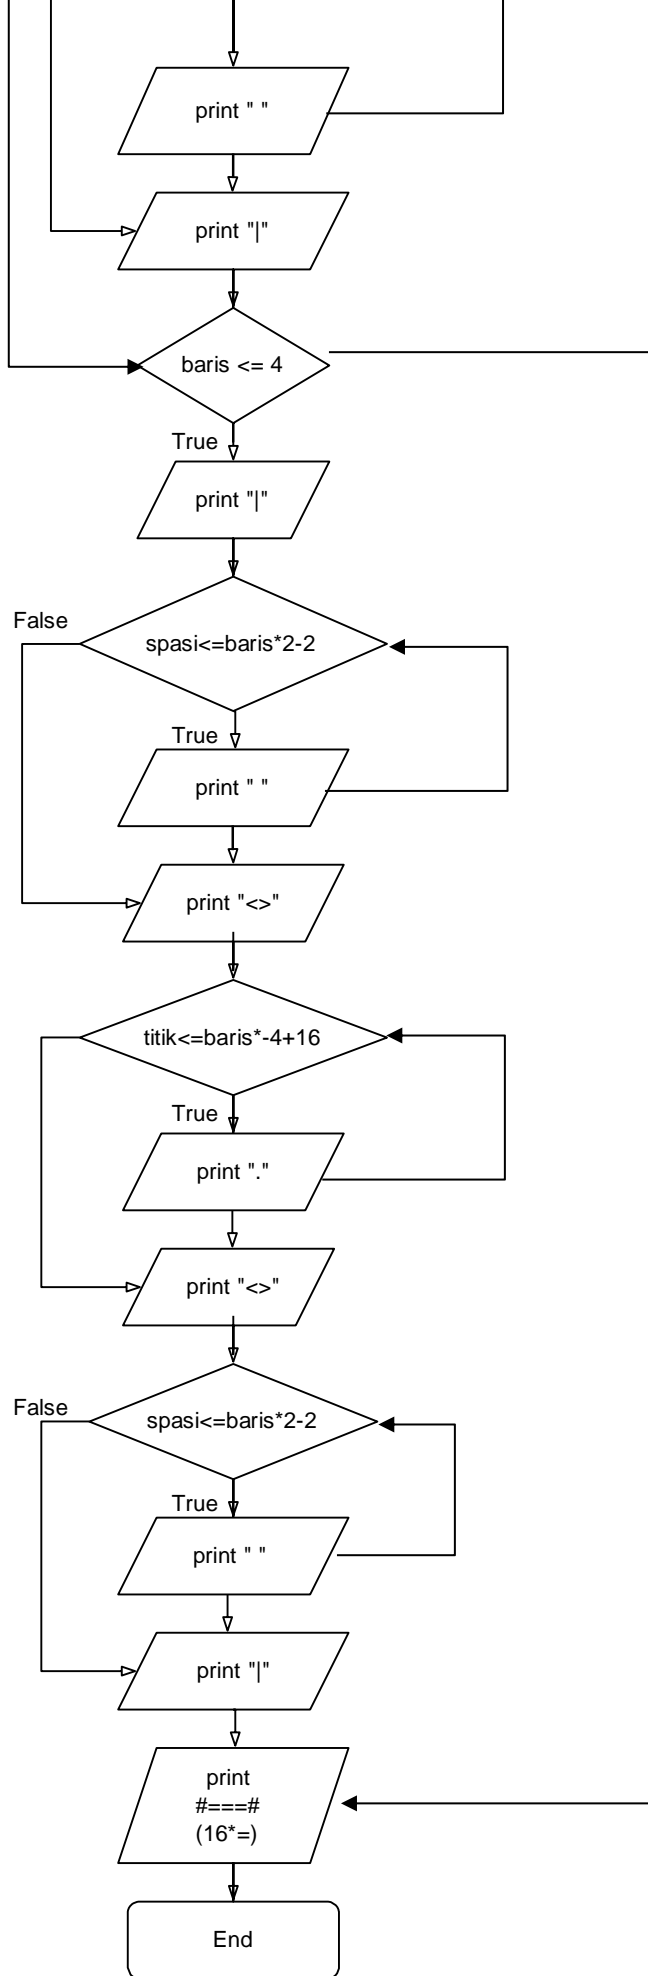 print " "
print "|"
baris <= 4
True
print "|"
False
spasi<=baris*2-2
True
print " "
print "<>"
titik<=baris*-4+16
True
print "."
print "<>"
False
spasi<=baris*2-2
True
print " "
print "|"
print
#===#
(16*=)
End